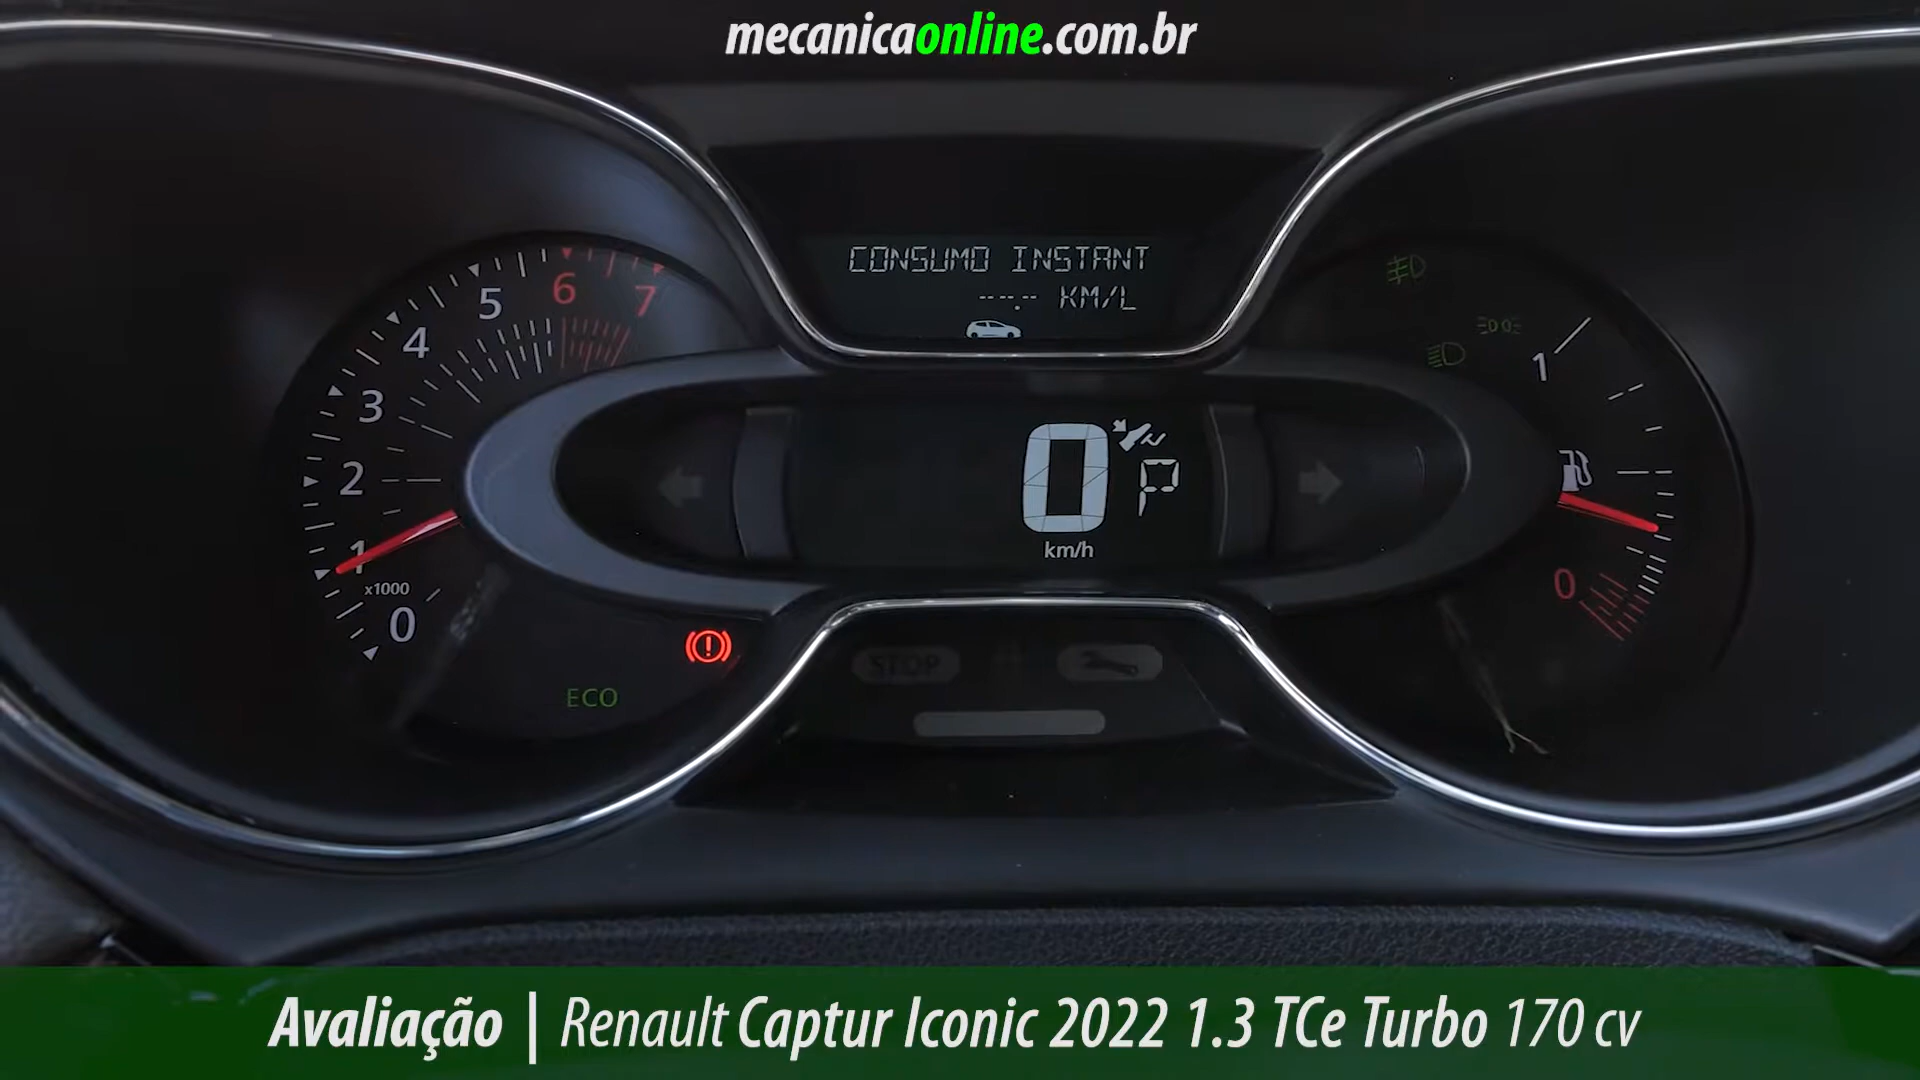 mecanicaonline.com.br
CONSUMO INSTANT
--.- KM/L
5
6
7
4
3
2
1
x1000
0
0
P
km/h
1
0
ECO
STOP
Avaliação | Renault Captur Iconic 2022 1.3 TCe Turbo 170 cv